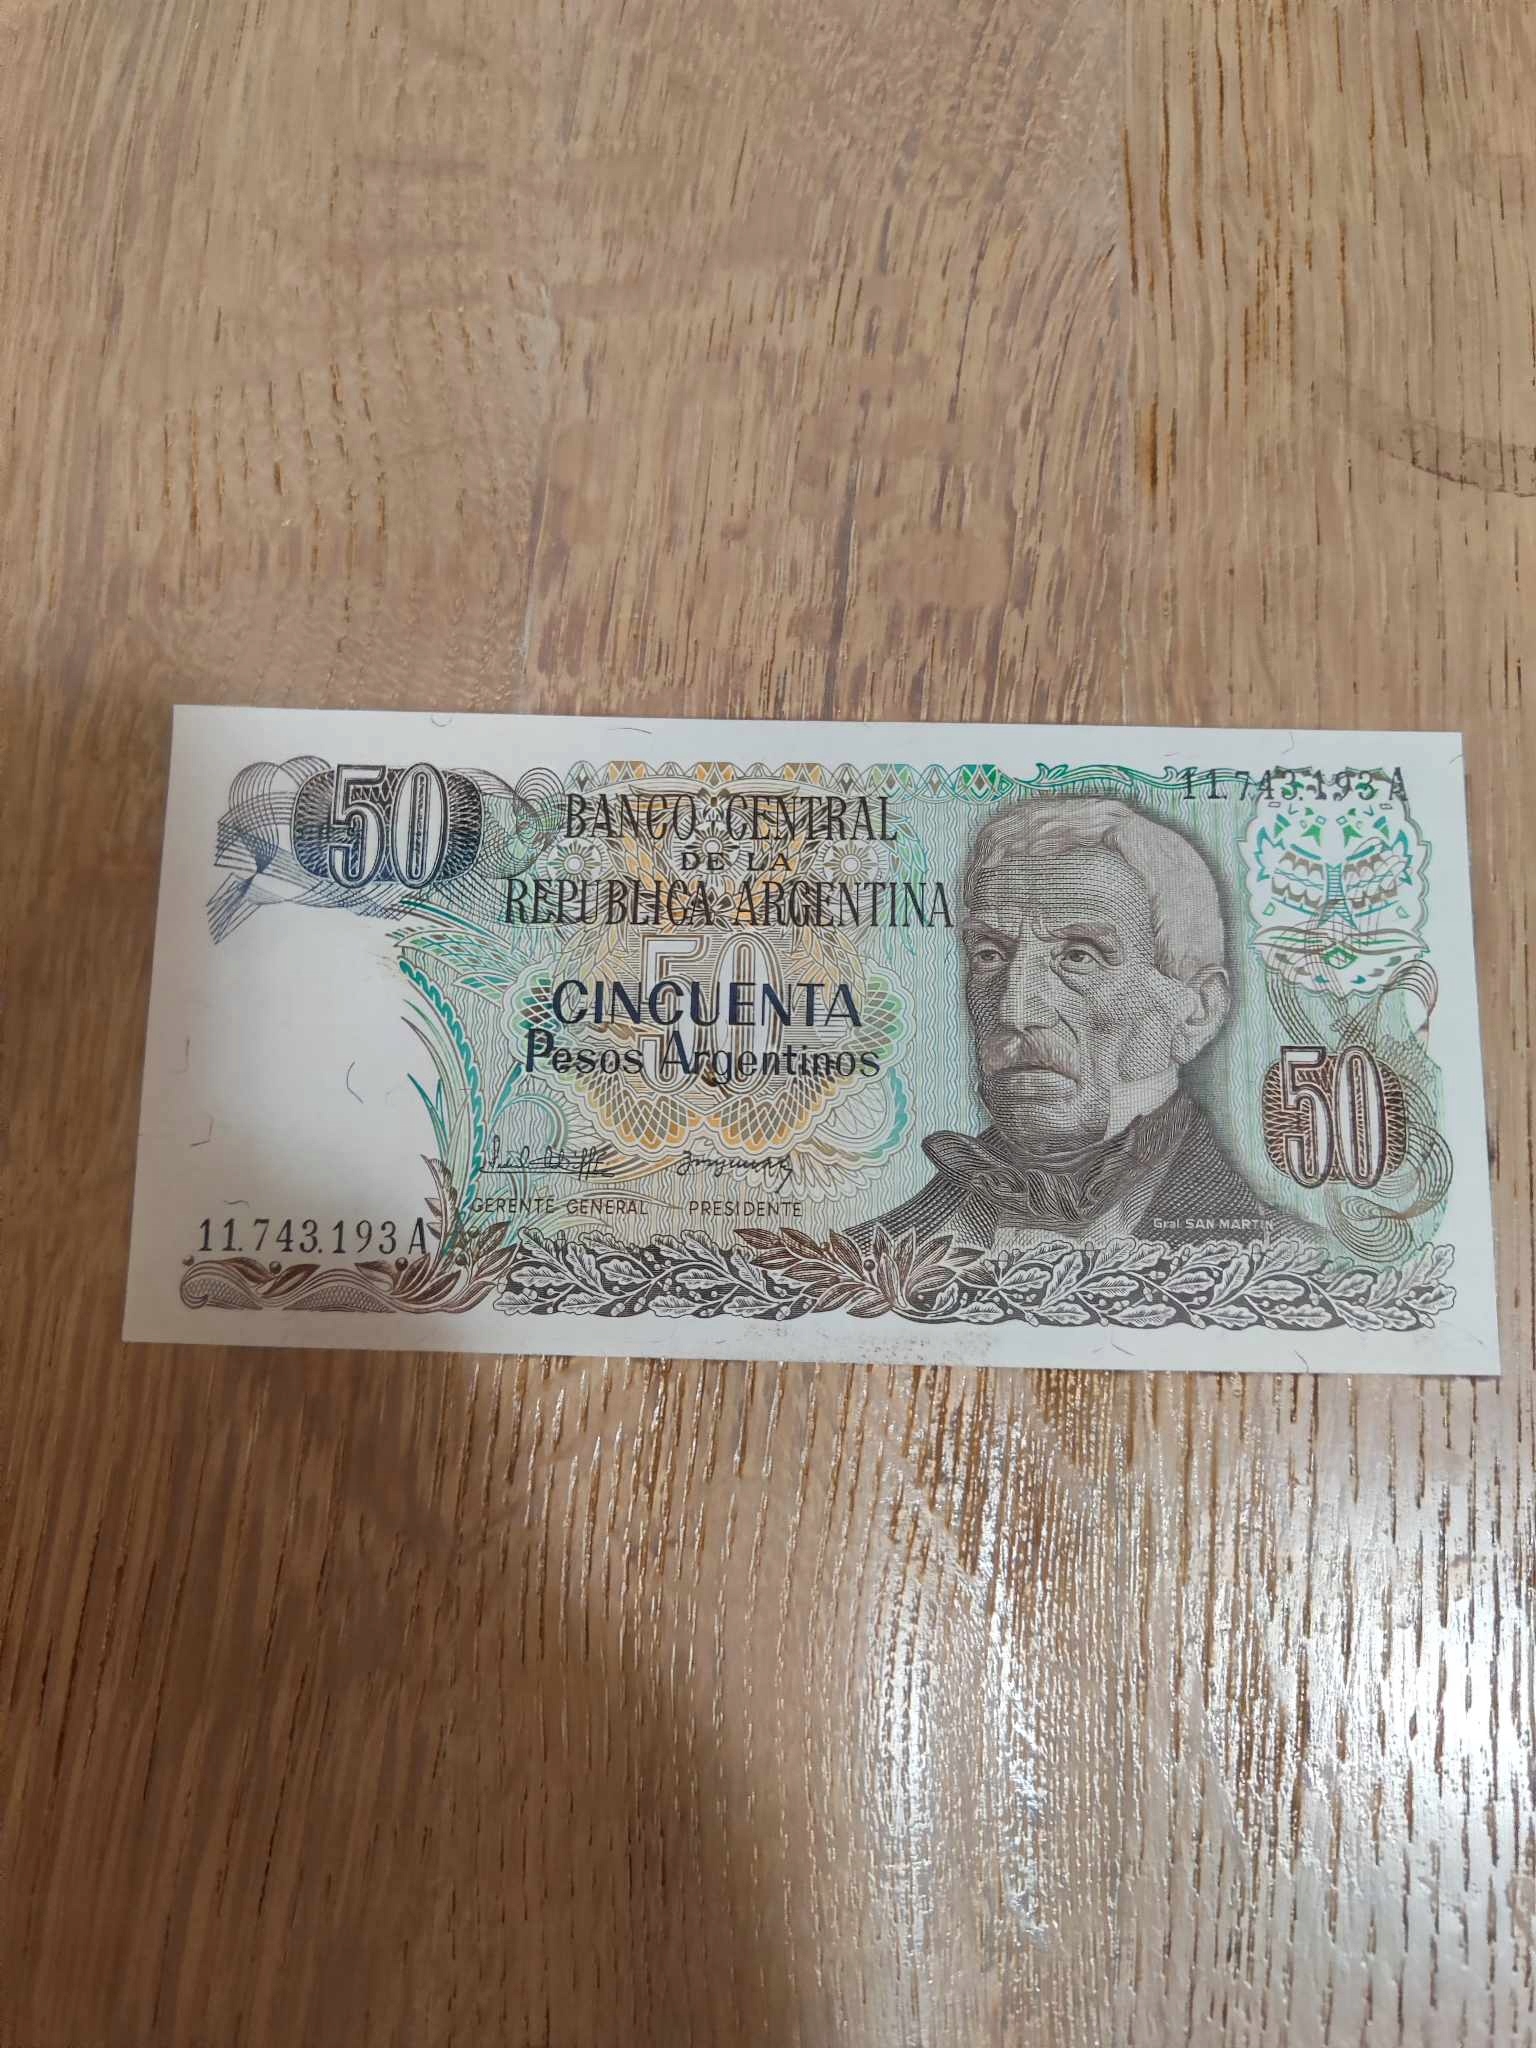 50
11.743.193 A
BANCO CENTRAL
DE LA
REPUBLICA ARGENTINA
50
CINCUENTA
Pesos Argentinos
50
GERENTE GENERAL PRESIDENTE
Gral SAN MARTIN
11.743.193 A